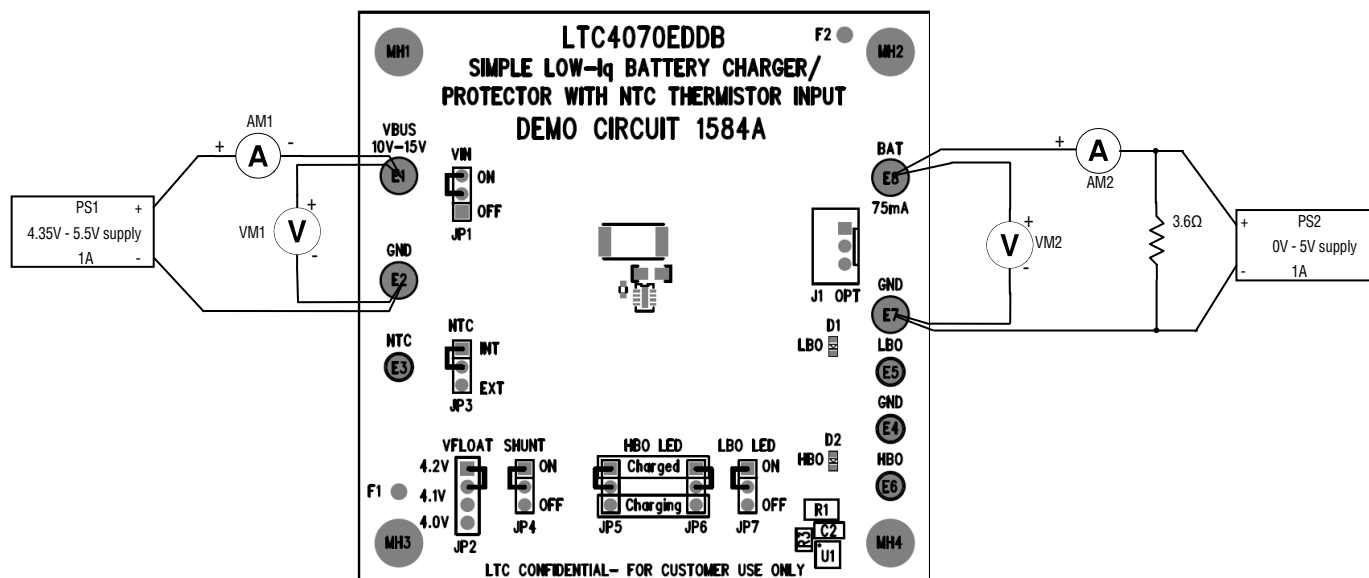 LTC4070EDDB
SIMPLE LOW-Iq BATTERY CHARGER/
PROTECTOR WITH NTC THERMISTOR INPUT
DEMO CIRCUIT 1584A
MH1
F2
MH2
AM1
+ A -
VBUS
10V-15V
E1
VIN
ON
OFF
JP1
PS1
4.35V - 5.5V supply
1A
+
-
VM1
+
V
-
GND
E2
NTC
E3
NTC
INT
EXT
JP3
BAT
E8
75mA
J1 OPT
GND
E7
+ A
AM2
VM2
+
V
-
3.6Ω
PS2
0V - 5V supply
1A
+
-
D1
LBO
LBO
E5
GND
E4
D2
HBO
HBO
E6
VFLOAT
4.2V
4.1V
4.0V
JP2
SHUNT
ON
OFF
JP4
HBO LED
Charged
Charging
JP5
JP6
LBO LED
ON
OFF
JP7
F1
MH3
R1
C2
R3
U1
MH4
LTC CONFIDENTIAL- FOR CUSTOMER USE ONLY